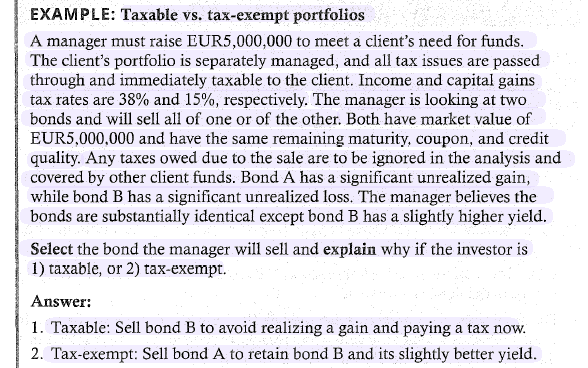 EXAMPLE: Taxable vs. tax-exempt portfolios
A manager must raise EUR5,000,000 to meet a client's need for funds.
The client's portfolio is separately managed, and all tax issues are passed
through and immediately taxable to the client. Income and capital gains
tax rates are 38% and 15%, respectively. The manager is looking at two
bonds and will sell all of one or of the other. Both have market value of
EUR5,000,000 and have the same remaining maturity, coupon, and credit
quality. Any taxes owed due to the sale are to be ignored in the analysis and
covered by other client funds. Bond A has a significant unrealized gain,
while bond B has a significant unrealized loss. The manager believes the
bonds are substantially identical except bond B has a slightly higher yield.
Select the bond the manager will sell and explain why if the investor is
1) taxable, or 2) tax-exempt.
Answer:
1. Taxable: Sell bond B to avoid realizing a gain and paying a tax now.
2. Tax-exempt: Sell bond A to retain bond B and its slightly better yield.